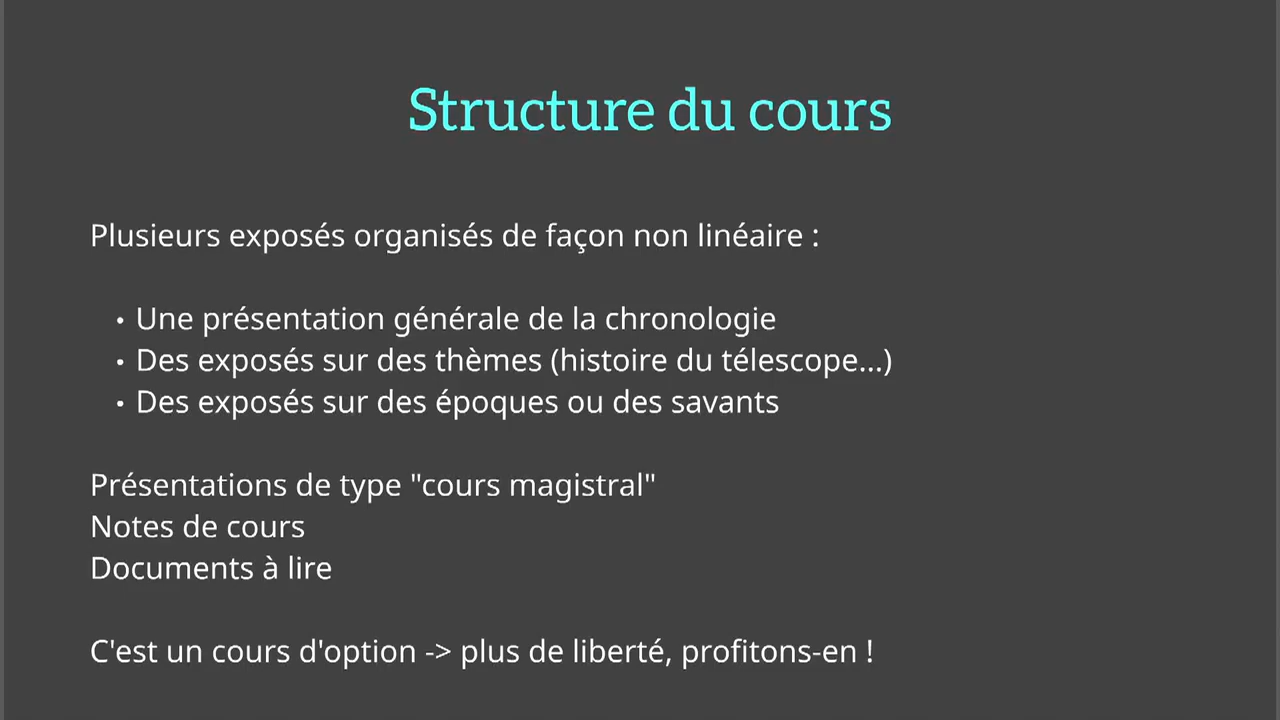 Structure du cours
Plusieurs exposés organisés de façon non linéaire :
• Une présentation générale de la chronologie
• Des exposés sur des thèmes (histoire du télescope...)
• Des exposés sur des époques ou des savants
Présentations de type "cours magistral"
Notes de cours
Documents à lire
C'est un cours d'option -> plus de liberté, profitons-en !